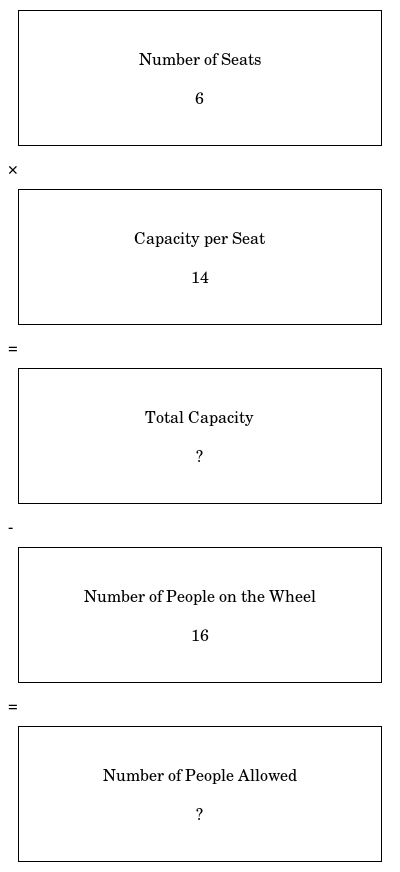 Number of Seats
6
×
Capacity per Seat
14
=
Total Capacity
?
-
Number of People on the Wheel
16
=
Number of People Allowed
?